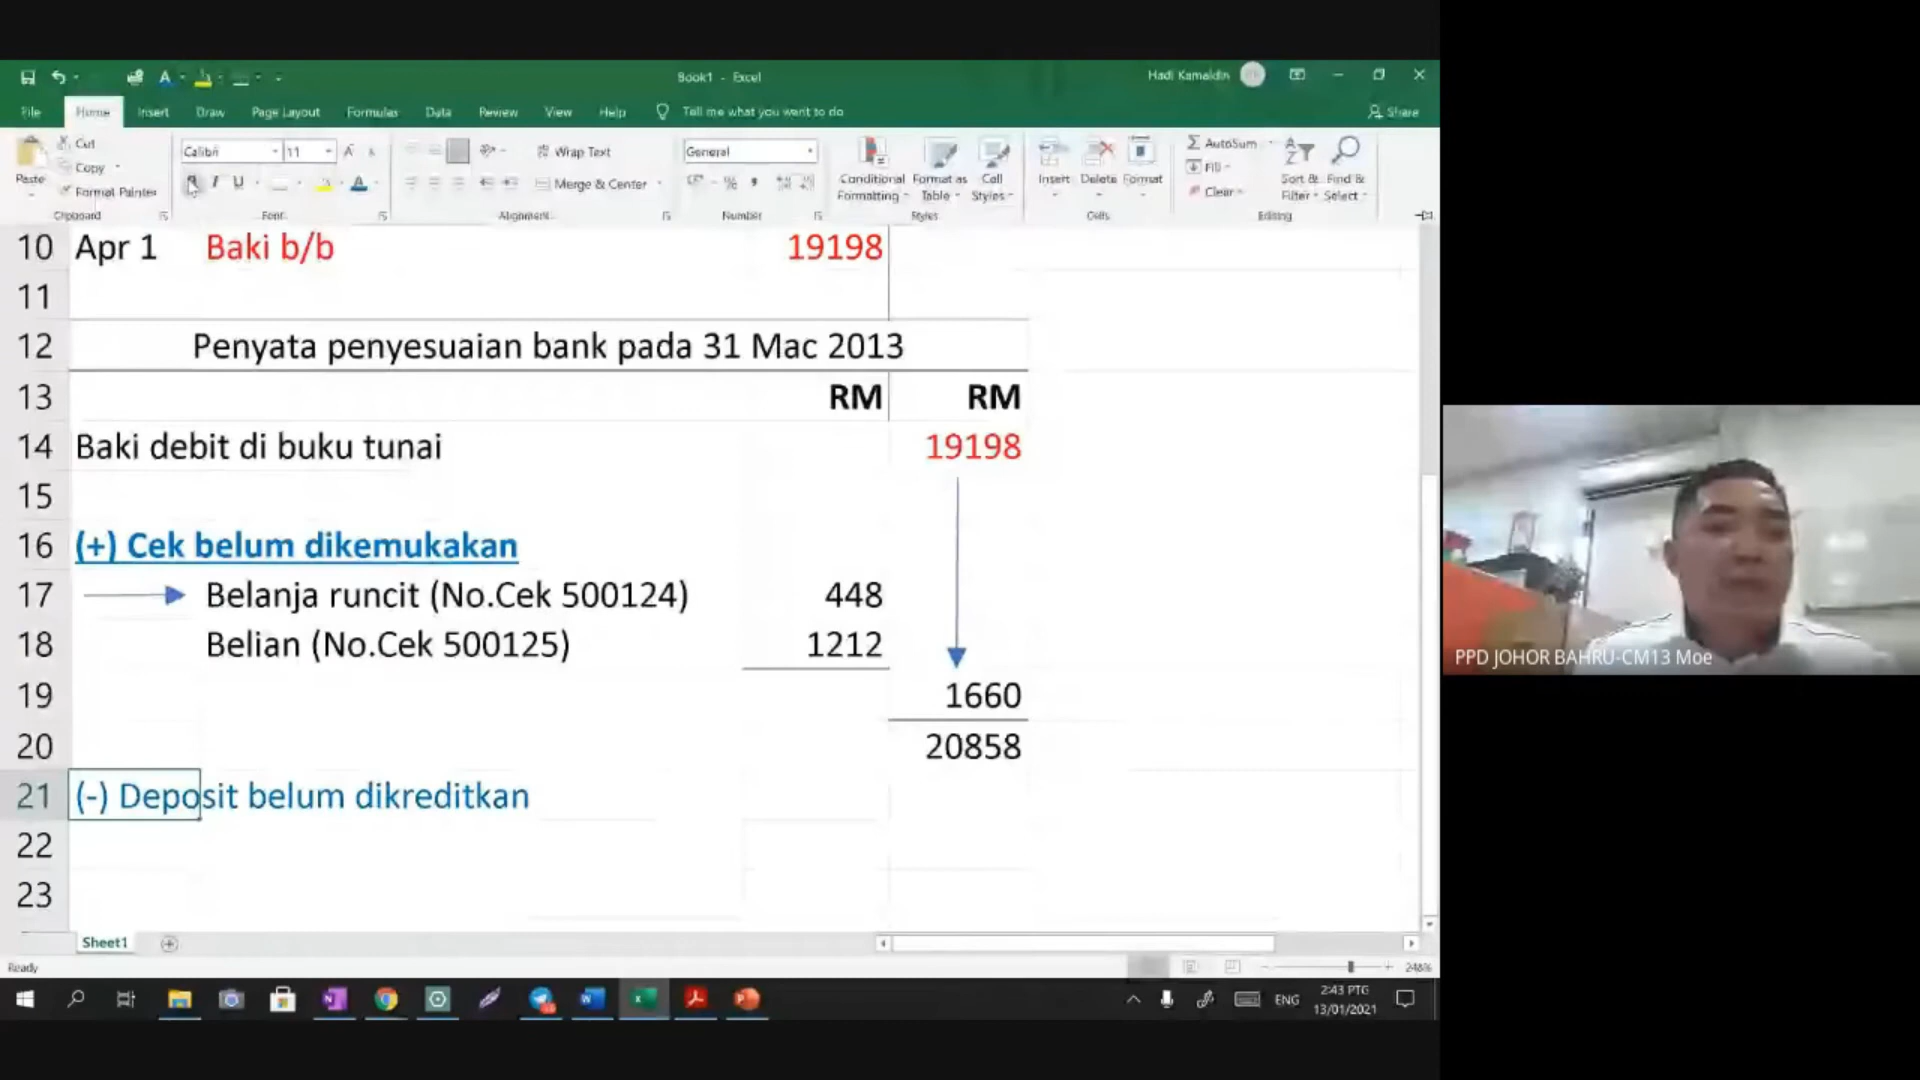 Book1 - Excel
Hadi Kamaldin
File Home Insert Draw Page Layout Formulas Data Review View Help Tell me what you want to do Share
Paste
Cut
Copy
Format Painter
Clipboard
Calibri 11
Font
Wrap Text
Merge & Center
Alignment
General
Number
Conditional Formatting
Format as Table
Cell Styles
Styles
Insert Delete Format
Cells
AutoSum
Fill
Clear
Sort & Filter
Find & Select
Editing
10 Apr 1 Baki b/b 19198
11
12 Penyata penyesuaian bank pada 31 Mac 2013
13 RM RM
14 Baki debit di buku tunai 19198
15
16 (+) Cek belum dikemukakan
17 Belanja runcit (No.Cek 500124) 448
18 Belian (No.Cek 500125) 1212
19 1660
20 20858
21 (-) Deposit belum dikreditkan
22
23
Sheet1
Ready
248%
ENG
2:43 PTG
13/01/2021
PPD JOHOR BAHRU-CM13 Moe